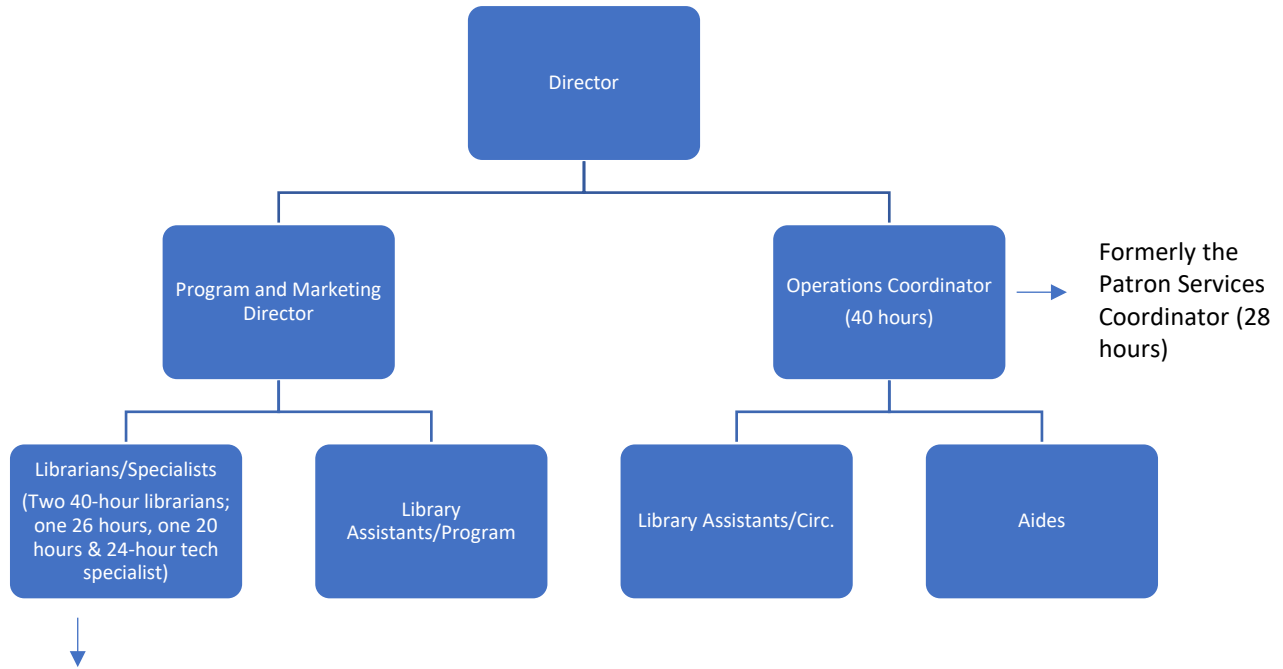 Director
Program and Marketing
Director
Operations Coordinator
(40 hours)
Formerly the
Patron Services
Coordinator (28
hours)
Librarians/Specialists
(Two 40-hour librarians;
one 26 hours, one 20
hours & 24-hour tech
specialist)
Library
Assistants/Program
Library Assistants/Circ.
Aides